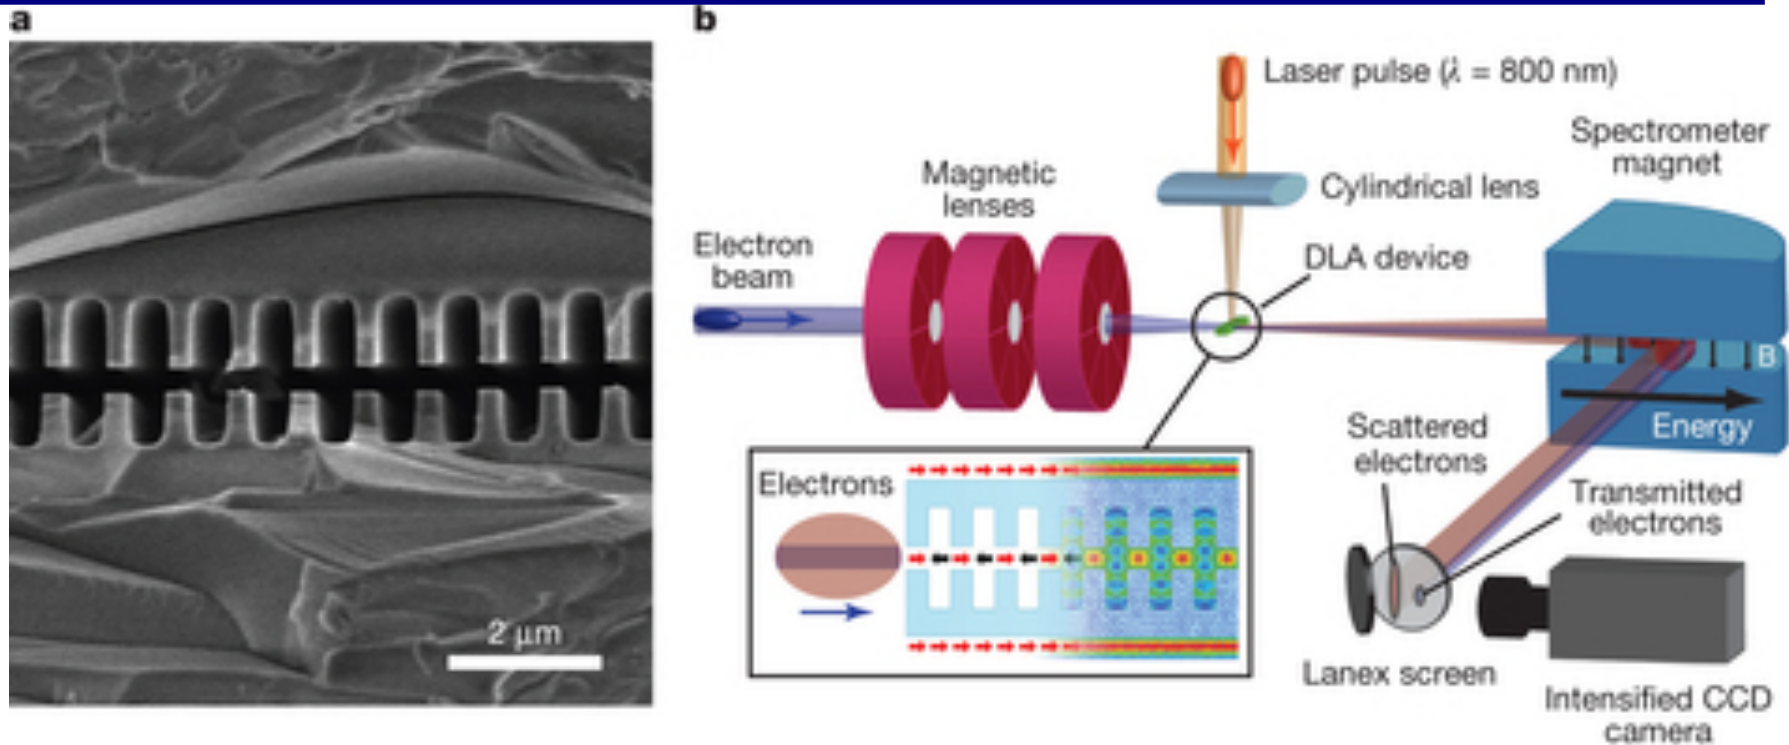 a
2 μm
b
Laser pulse (λ = 800 nm)
Spectrometer
magnet
Magnetic
lenses
Cylindrical lens
Electron
beam
DLA device
B
Energy
Scattered
electrons
Electrons
Transmitted
electrons
Lanex screen
Intensified CCD
camera